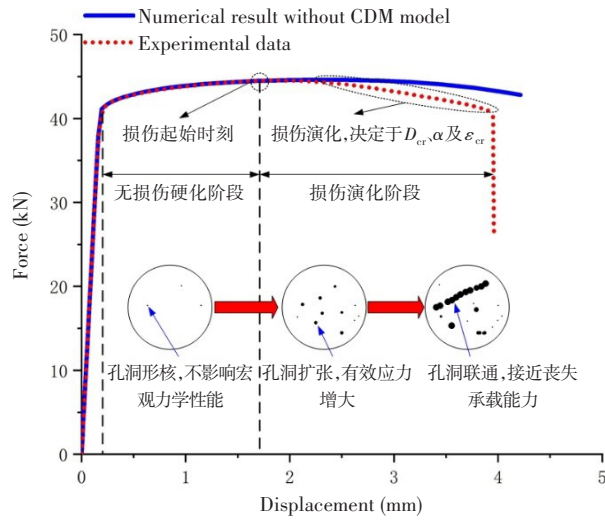 Numerical result without CDM model
Experimental data
50
40
30
20
10
0
Force (kN)
损伤起始时刻
损伤演化,决定于Dcr、α及εcr
无损伤硬化阶段
损伤演化阶段
孔洞形核,不影响宏
观力学性能
孔洞扩张,有效应力
增大
孔洞联通,接近丧失
承载能力
0
1
2
3
4
5
Displacement (mm)